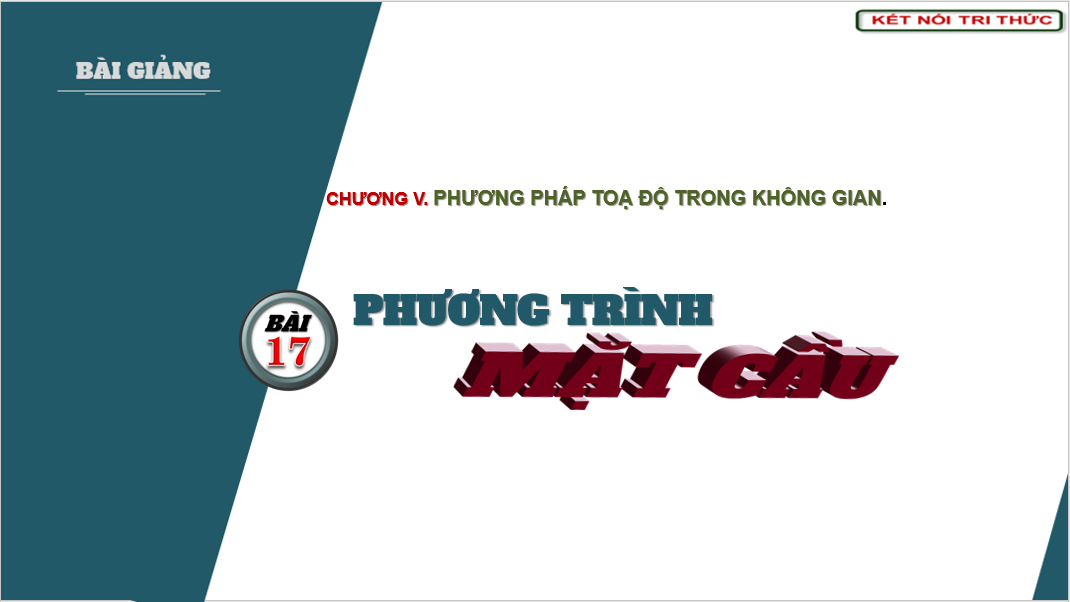 KẾT NỐI TRI THỨC
BÀI GIẢNG
CHƯƠNG V. PHƯƠNG PHÁP TOẠ ĐỘ TRONG KHÔNG GIAN.
BÀI
17
PHƯƠNG TRÌNH
MẶT CẦU